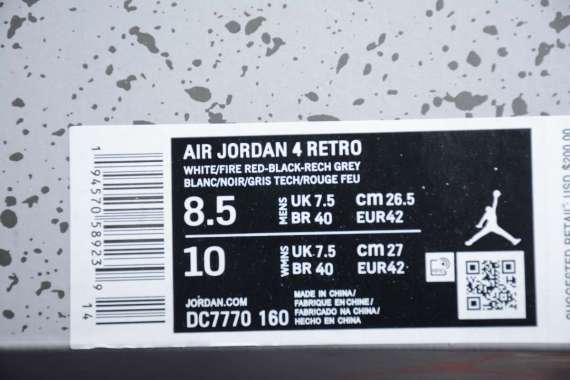 AIR JORDAN 4 RETRO
WHITE/FIRE RED-BLACK-RECH GREY
BLANC/NOIR/GRIS TECH/ROUGE FEU
8.5 MENS UK 7.5 cm 26.5
BR 40 EUR42
10 WMNS UK 7.5 cm 27
BR 40 EUR42
JORDAN.COM
DC7770 160
MADE IN CHINA/
FABRIQUE EN CHINE/
FABRICADO NA CHINA/
HECHO EN CHINA
1 94570 58923 9
14
SUGGESTED RETAIL USD $200.00